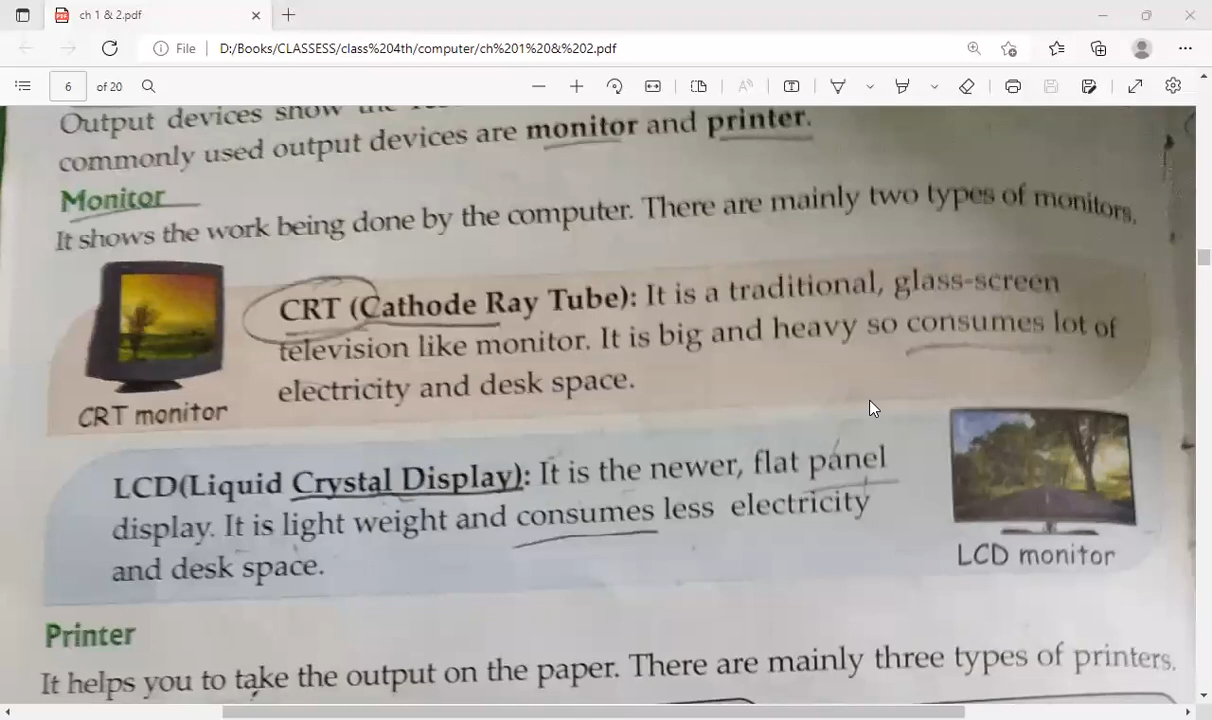 ch 1 & 2.pdf
File D:/Books/CLASSESS/class%204th/computer/ch%201%20&%202.pdf
6 of 20
Output devices show the
commonly used output devices are monitor and printer.
Monitor
It shows the work being done by the computer. There are mainly two types of monitors.
CRT (Cathode Ray Tube): It is a traditional, glass-screen
television like monitor. It is big and heavy so consumes lot of
electricity and desk space.
CRT monitor
LCD(Liquid Crystal Display): It is the newer, flat panel
display. It is light weight and consumes less electricity
and desk space.
LCD monitor
Printer
It helps you to take the output on the paper. There are mainly three types of printers.